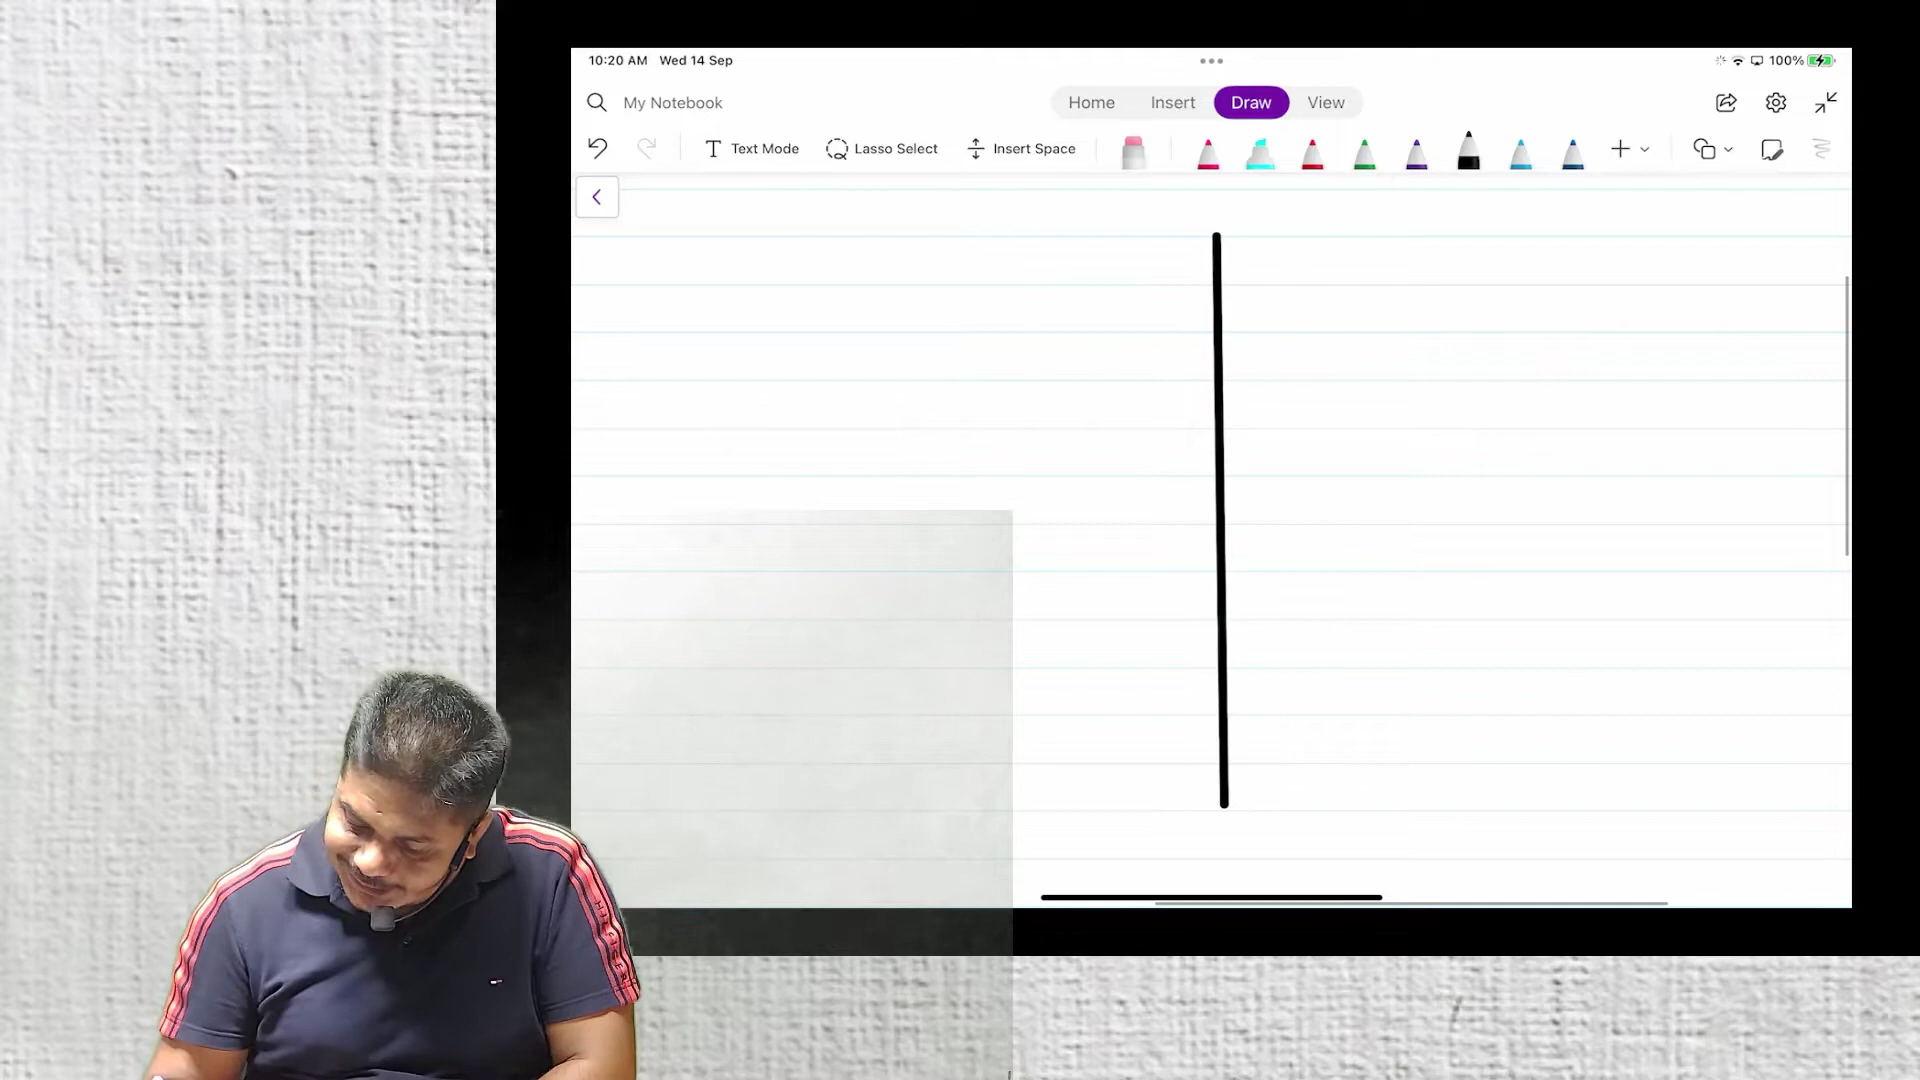 10:20 AM Wed 14 Sep 100%
My Notebook Home Insert Draw View
Text Mode Lasso Select Insert Space